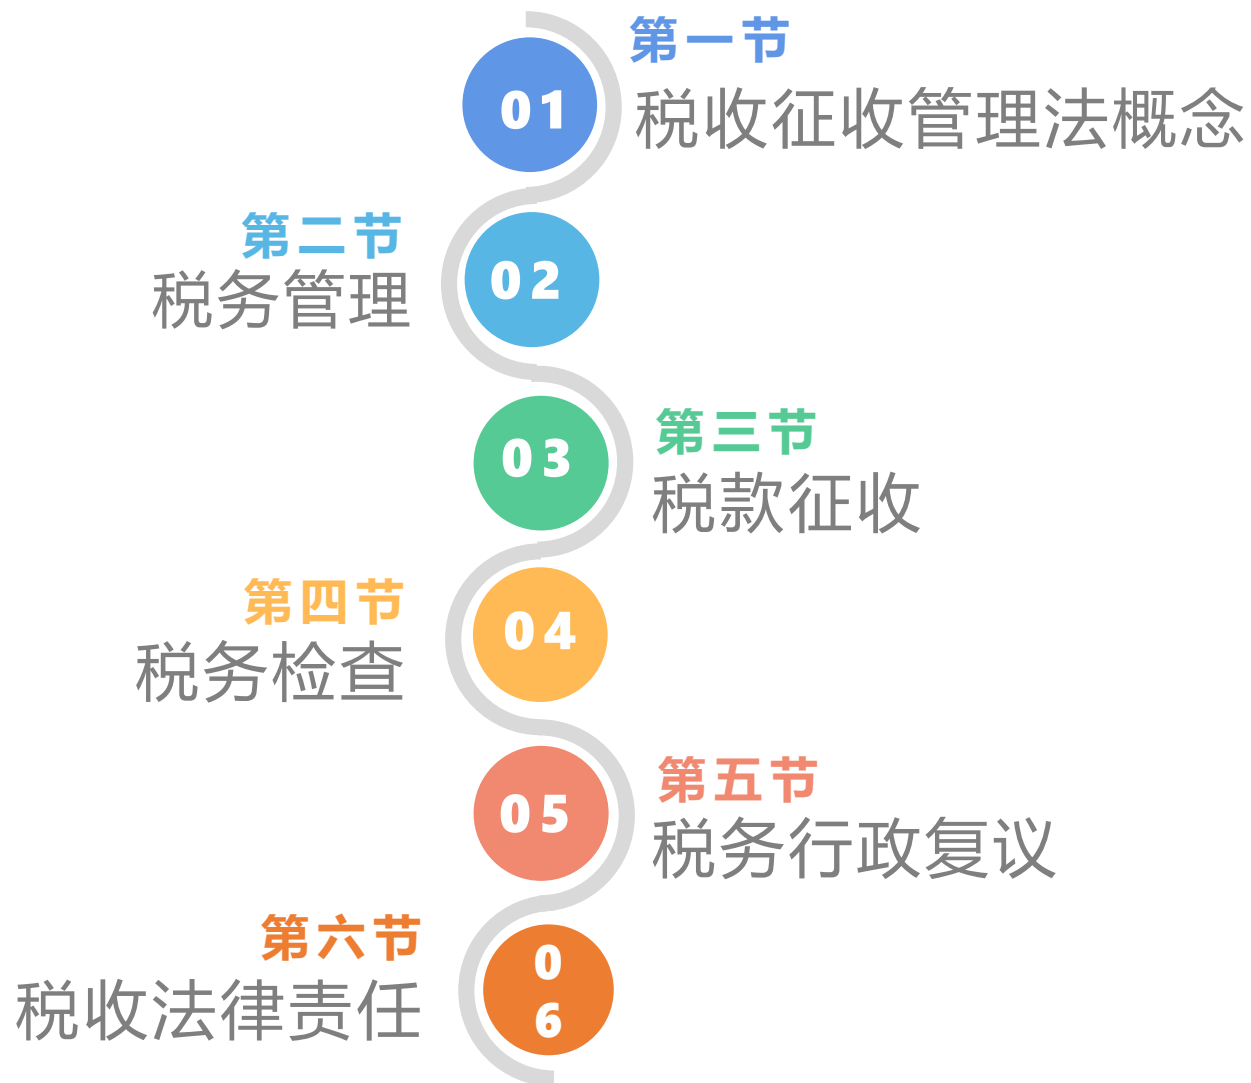 第一节
01
税收征收管理法概念
第二节
02
税务管理
第三节
03
税款征收
第四节
04
税务检查
第五节
05
税务行政复议
第六节
0
6
税收法律责任